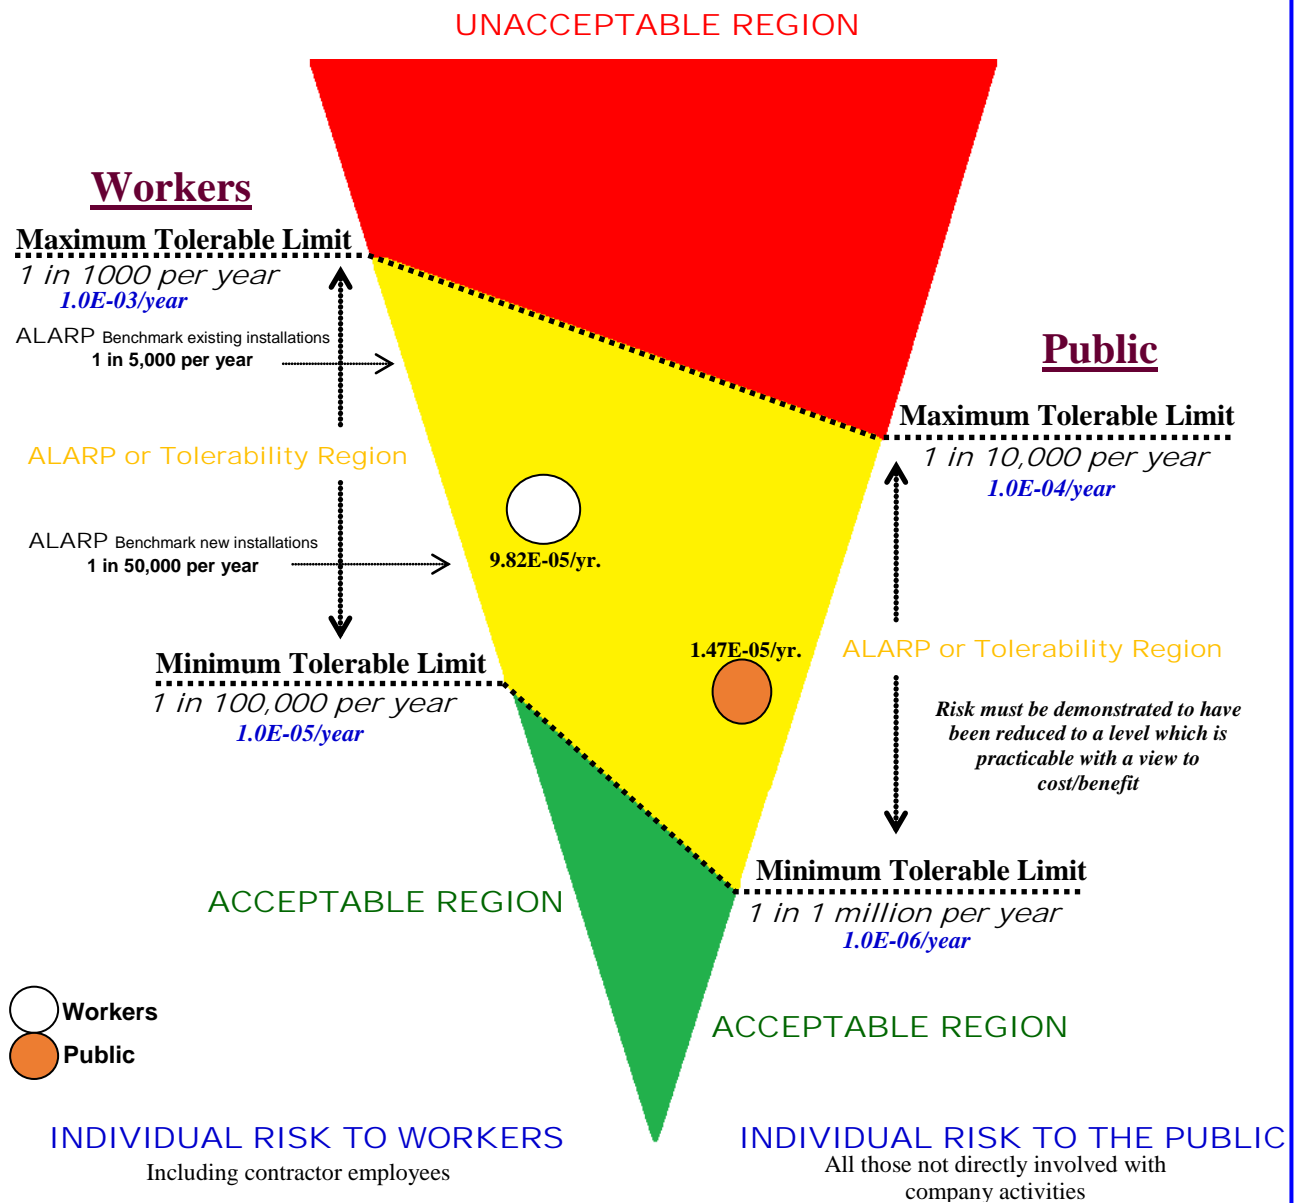 UNACCEPTABLE REGION
Workers
Maximum Tolerable Limit
1 in 1000 per year
1.0E-03/year
ALARP Benchmark existing installations
1 in 5,000 per year
ALARP or Tolerability Region
ALARP Benchmark new installations
1 in 50,000 per year
Minimum Tolerable Limit
1 in 100,000 per year
1.0E-05/year
9.82E-05/yr.
1.47E-05/yr.
Public
Maximum Tolerable Limit
1 in 10,000 per year
1.0E-04/year
ALARP or Tolerability Region
Risk must be demonstrated to have
been reduced to a level which is
practicable with a view to
cost/benefit
Minimum Tolerable Limit
1 in 1 million per year
1.0E-06/year
ACCEPTABLE REGION
ACCEPTABLE REGION
Workers
Public
INDIVIDUAL RISK TO WORKERS
Including contractor employees
INDIVIDUAL RISK TO THE PUBLIC
All those not directly involved with
company activities